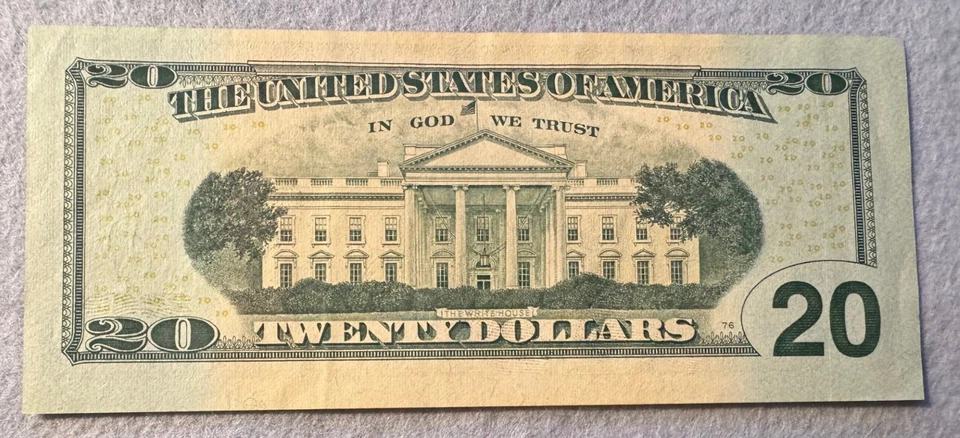 20 20
THE UNITED STATES OF AMERICA
IN GOD WE TRUST
THE WHITE HOUSE
20 TWENTY DOLLARS 76 20